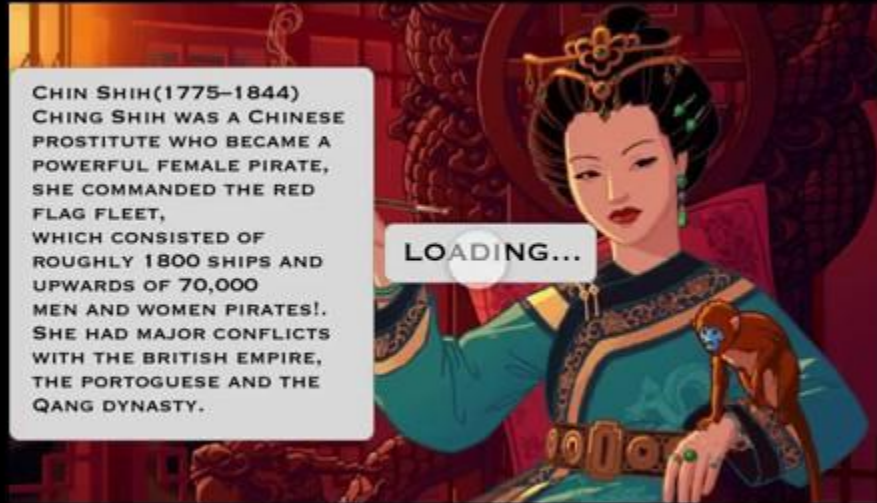 Chin Shih(1775–1844)
Ching Shih was a Chinese
prostitute who became a
powerful female pirate,
she commanded the red
flag fleet,
which consisted of
roughly 1800 ships and
upwards of 70,000
men and women pirates!.
She had major conflicts
with the british empire,
the portoguese and the
Qang dynasty.
LOADING...